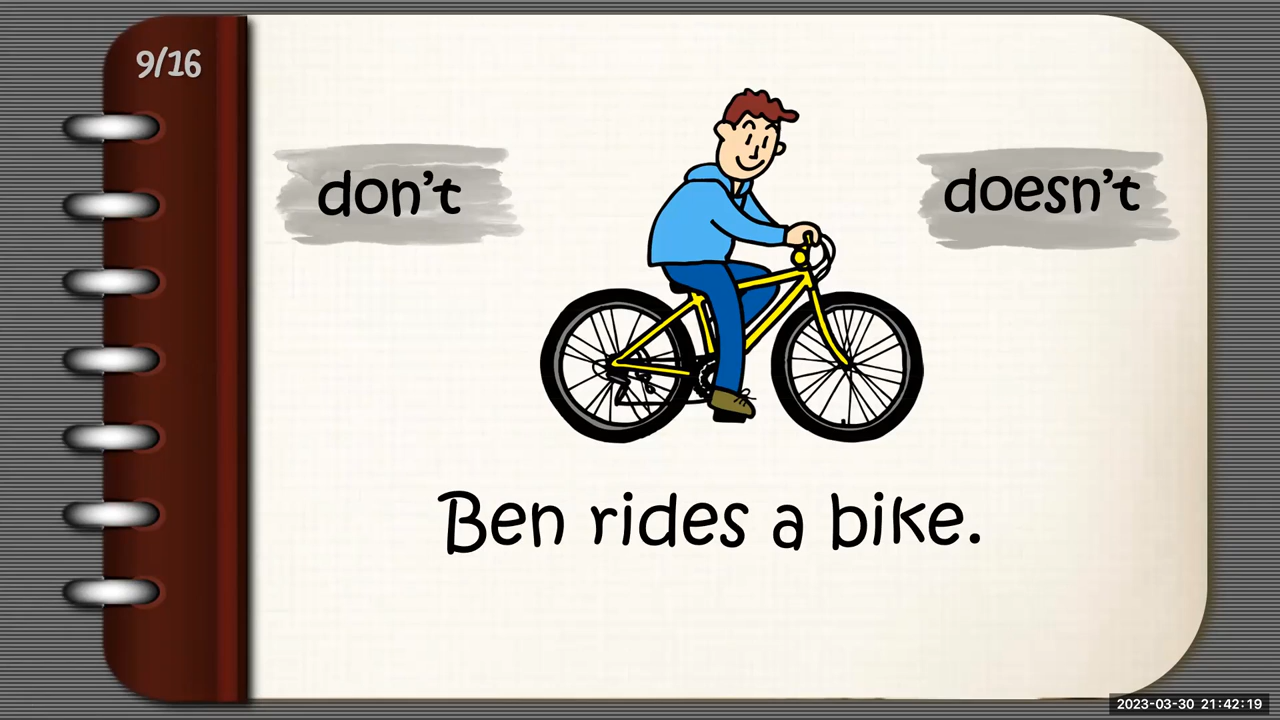 9/16
don't
doesn't
Ben rides a bike.
2023-03-30 21:42:19